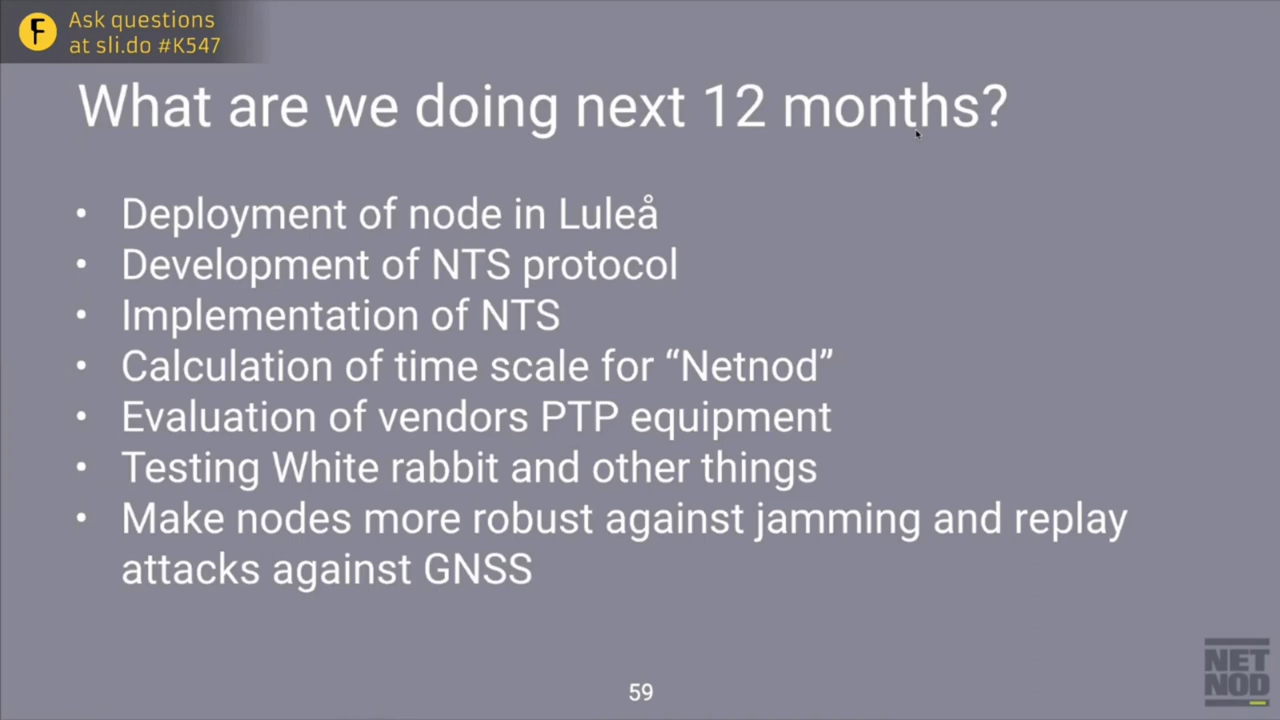 F
Ask questions
at sli.do #K547
What are we doing next 12 months?
• Deployment of node in Luleå
• Development of NTS protocol
• Implementation of NTS
• Calculation of time scale for “Netnod”
• Evaluation of vendors PTP equipment
• Testing White rabbit and other things
• Make nodes more robust against jamming and replay
attacks against GNSS
59
NET
NOD